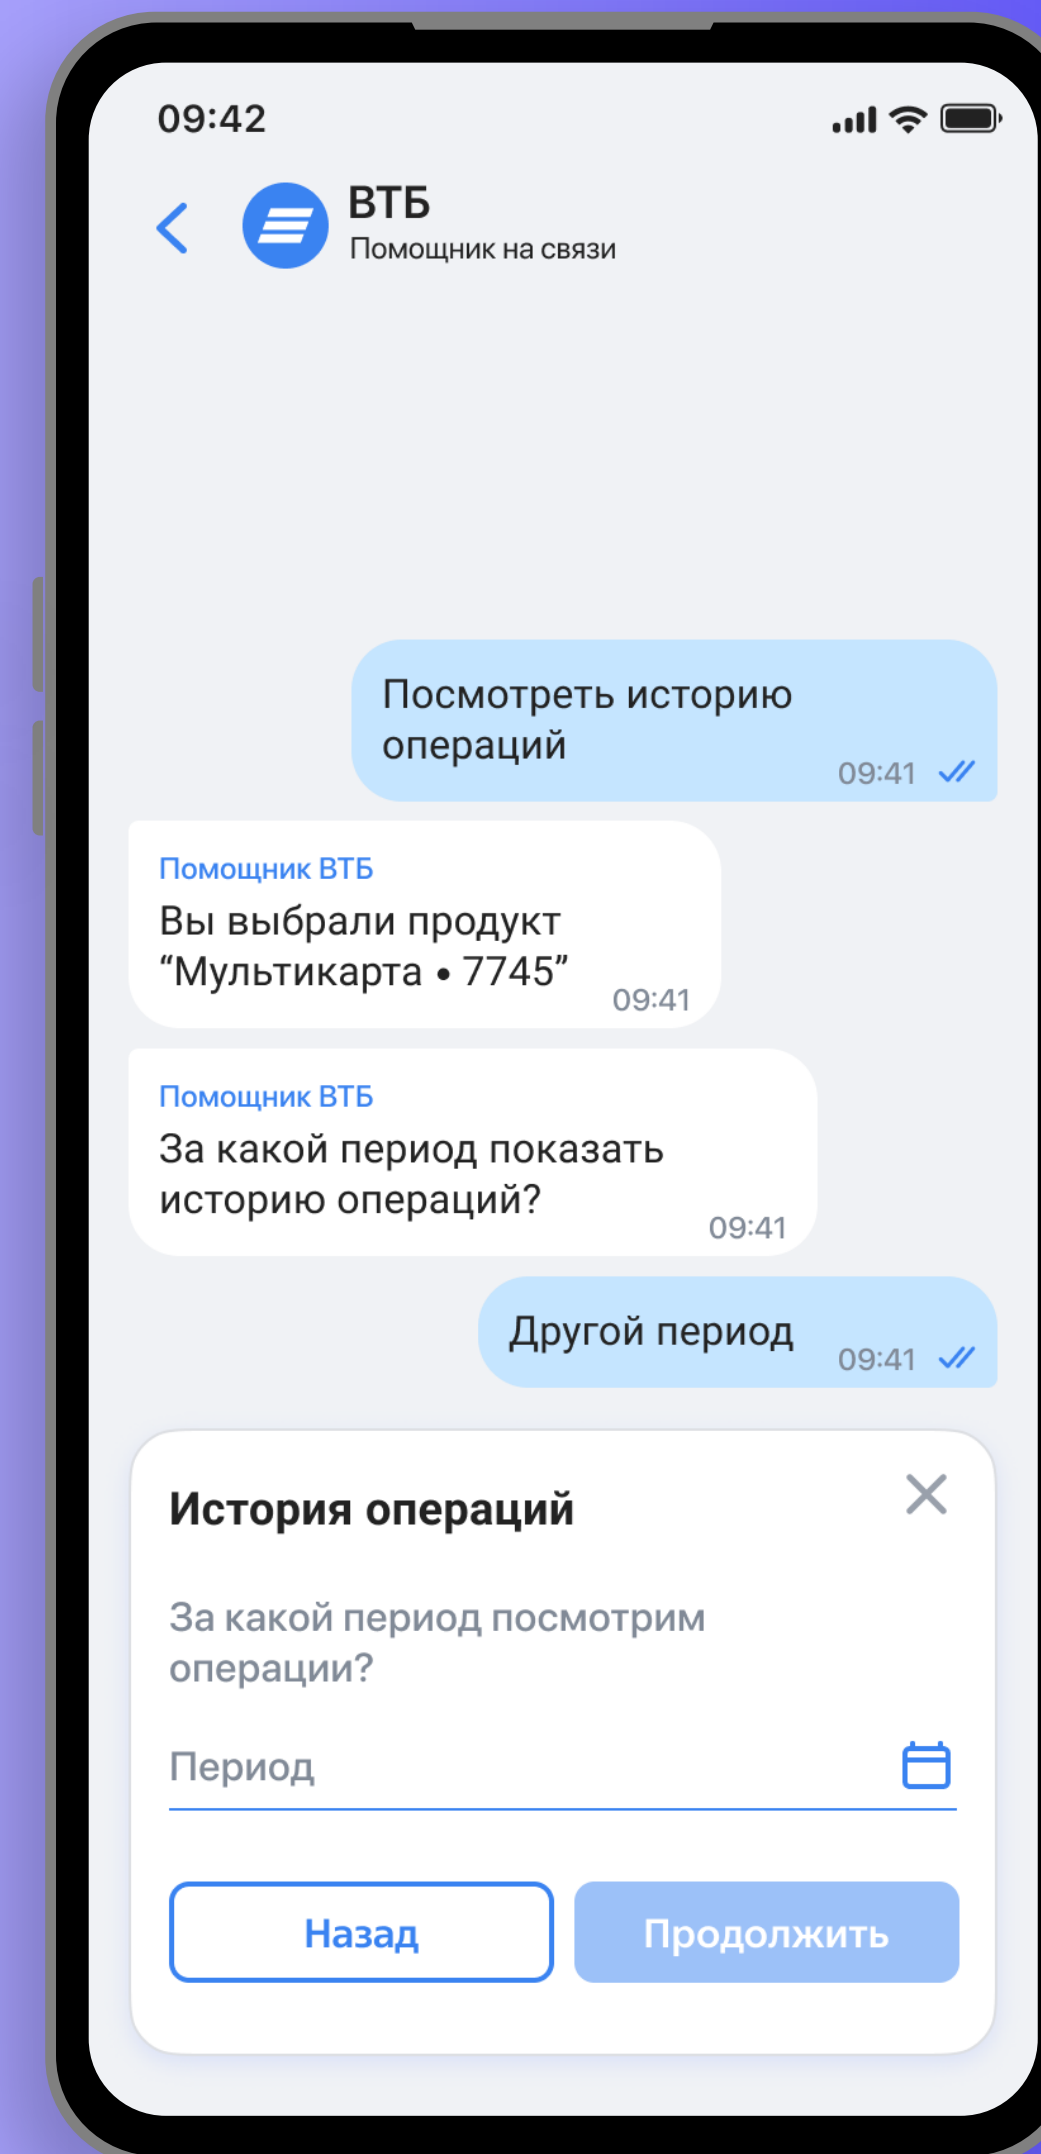 09:42
ВТБ
Помощник на связи
Посмотреть историю
операций
09:41
Помощник ВТБ
Вы выбрали продукт
“Мультикарта • 7745”
09:41
Помощник ВТБ
За какой период показать
историю операций?
09:41
Другой период
09:41
История операций
За какой период посмотрим
операции?
Период
Назад
Продолжить